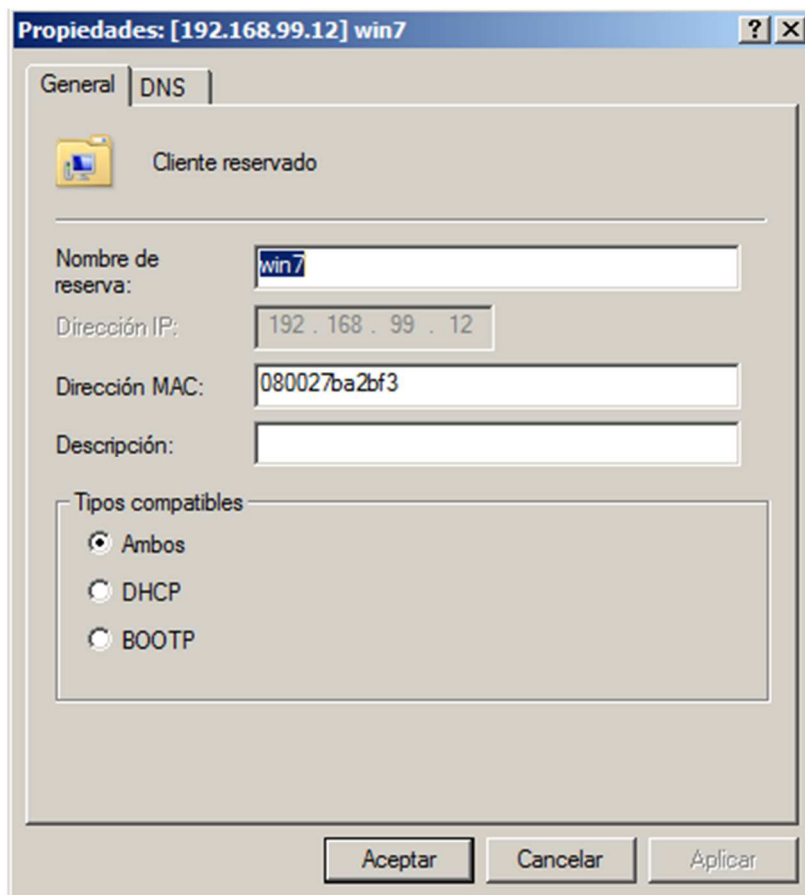 Propiedades: [192.168.99.12] win7
General
DNS
Cliente reservado
Nombre de
reserva:
win7
Dirección IP:
192 . 168 . 99 . 12
Dirección MAC:
080027ba2bf3
Descripción:
Tipos compatibles
Ambos
DHCP
BOOTP
Aceptar
Cancelar
Aplicar